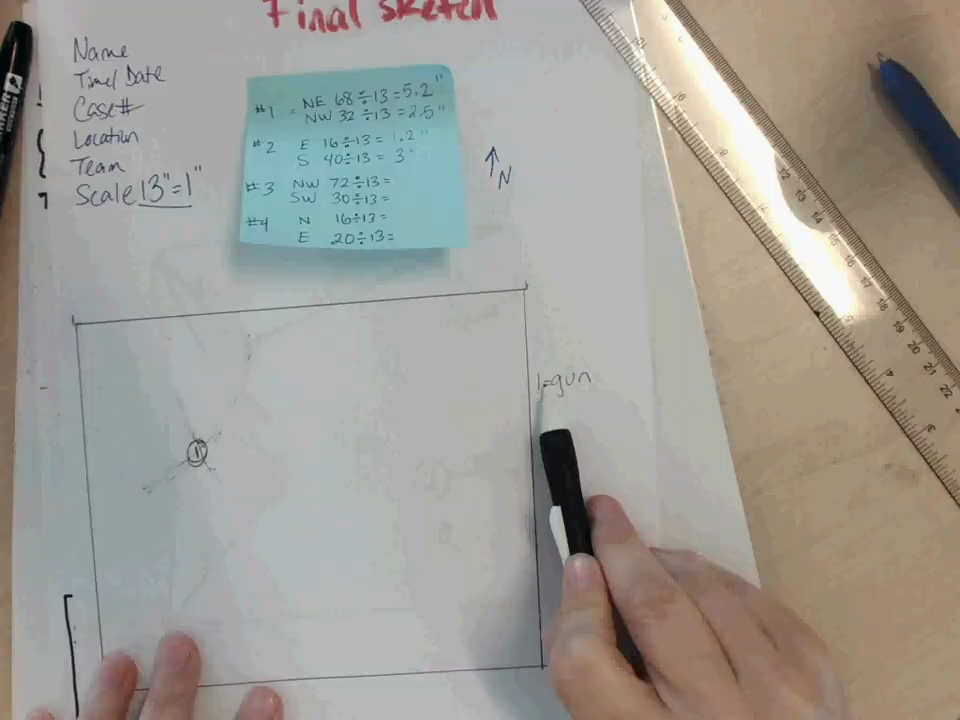 Final Sketch
Name
Time/Date
Case#
Location
Team
Scale 13"=1"
#1 - NE 68÷13=5.2"
NW 32÷13=2.5"
#2 E 16÷13=1.2"
S 40÷13=3"
#3 NW 72÷13=
SW 30÷13=
#4 N 16÷13=
E 20÷13=
N
1=gun
1